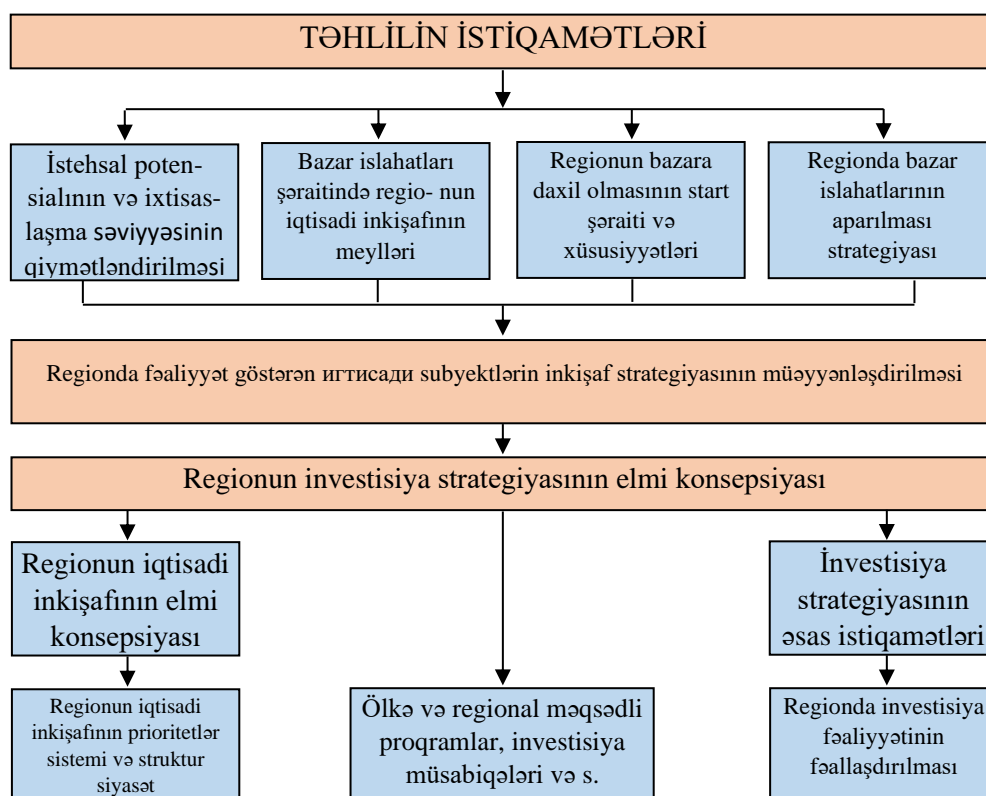 TƏHLİLİN İSTİQAMƏTLƏRİ
İstehsal poten-
sialının və ixtisas-
laşma səviyyəsinin
qiymətləndirilməsi
Bazar islahatları
şəraitində regio- nun
iqtisadi inkişafının
meylləri
Regionun bazara
daxil olmasının start
şəraiti və
xüsusiyyətləri
Regionda bazar
islahatlarının
aparılması
strategiyası
Regionda fəaliyyət göstərən игтисади subyektlərin inkişaf strategiyasının müəyyənləşdirilməsi
Regionun investisiya strategiyasının elmi konsepsiyası
Regionun iqtisadi
inkişafının elmi
konsepsiyası
İnvestisiya
strategiyasının
əsas istiqamətləri
Regionun iqtisadi
inkişafının prioritetlər
sistemi və struktur
siyasət
Ölkə və regional məqsədli
proqramlar, investisiya
müsabiqələri və s.
Regionda investisiya
fəaliyyətinin
fəallaşdırılması